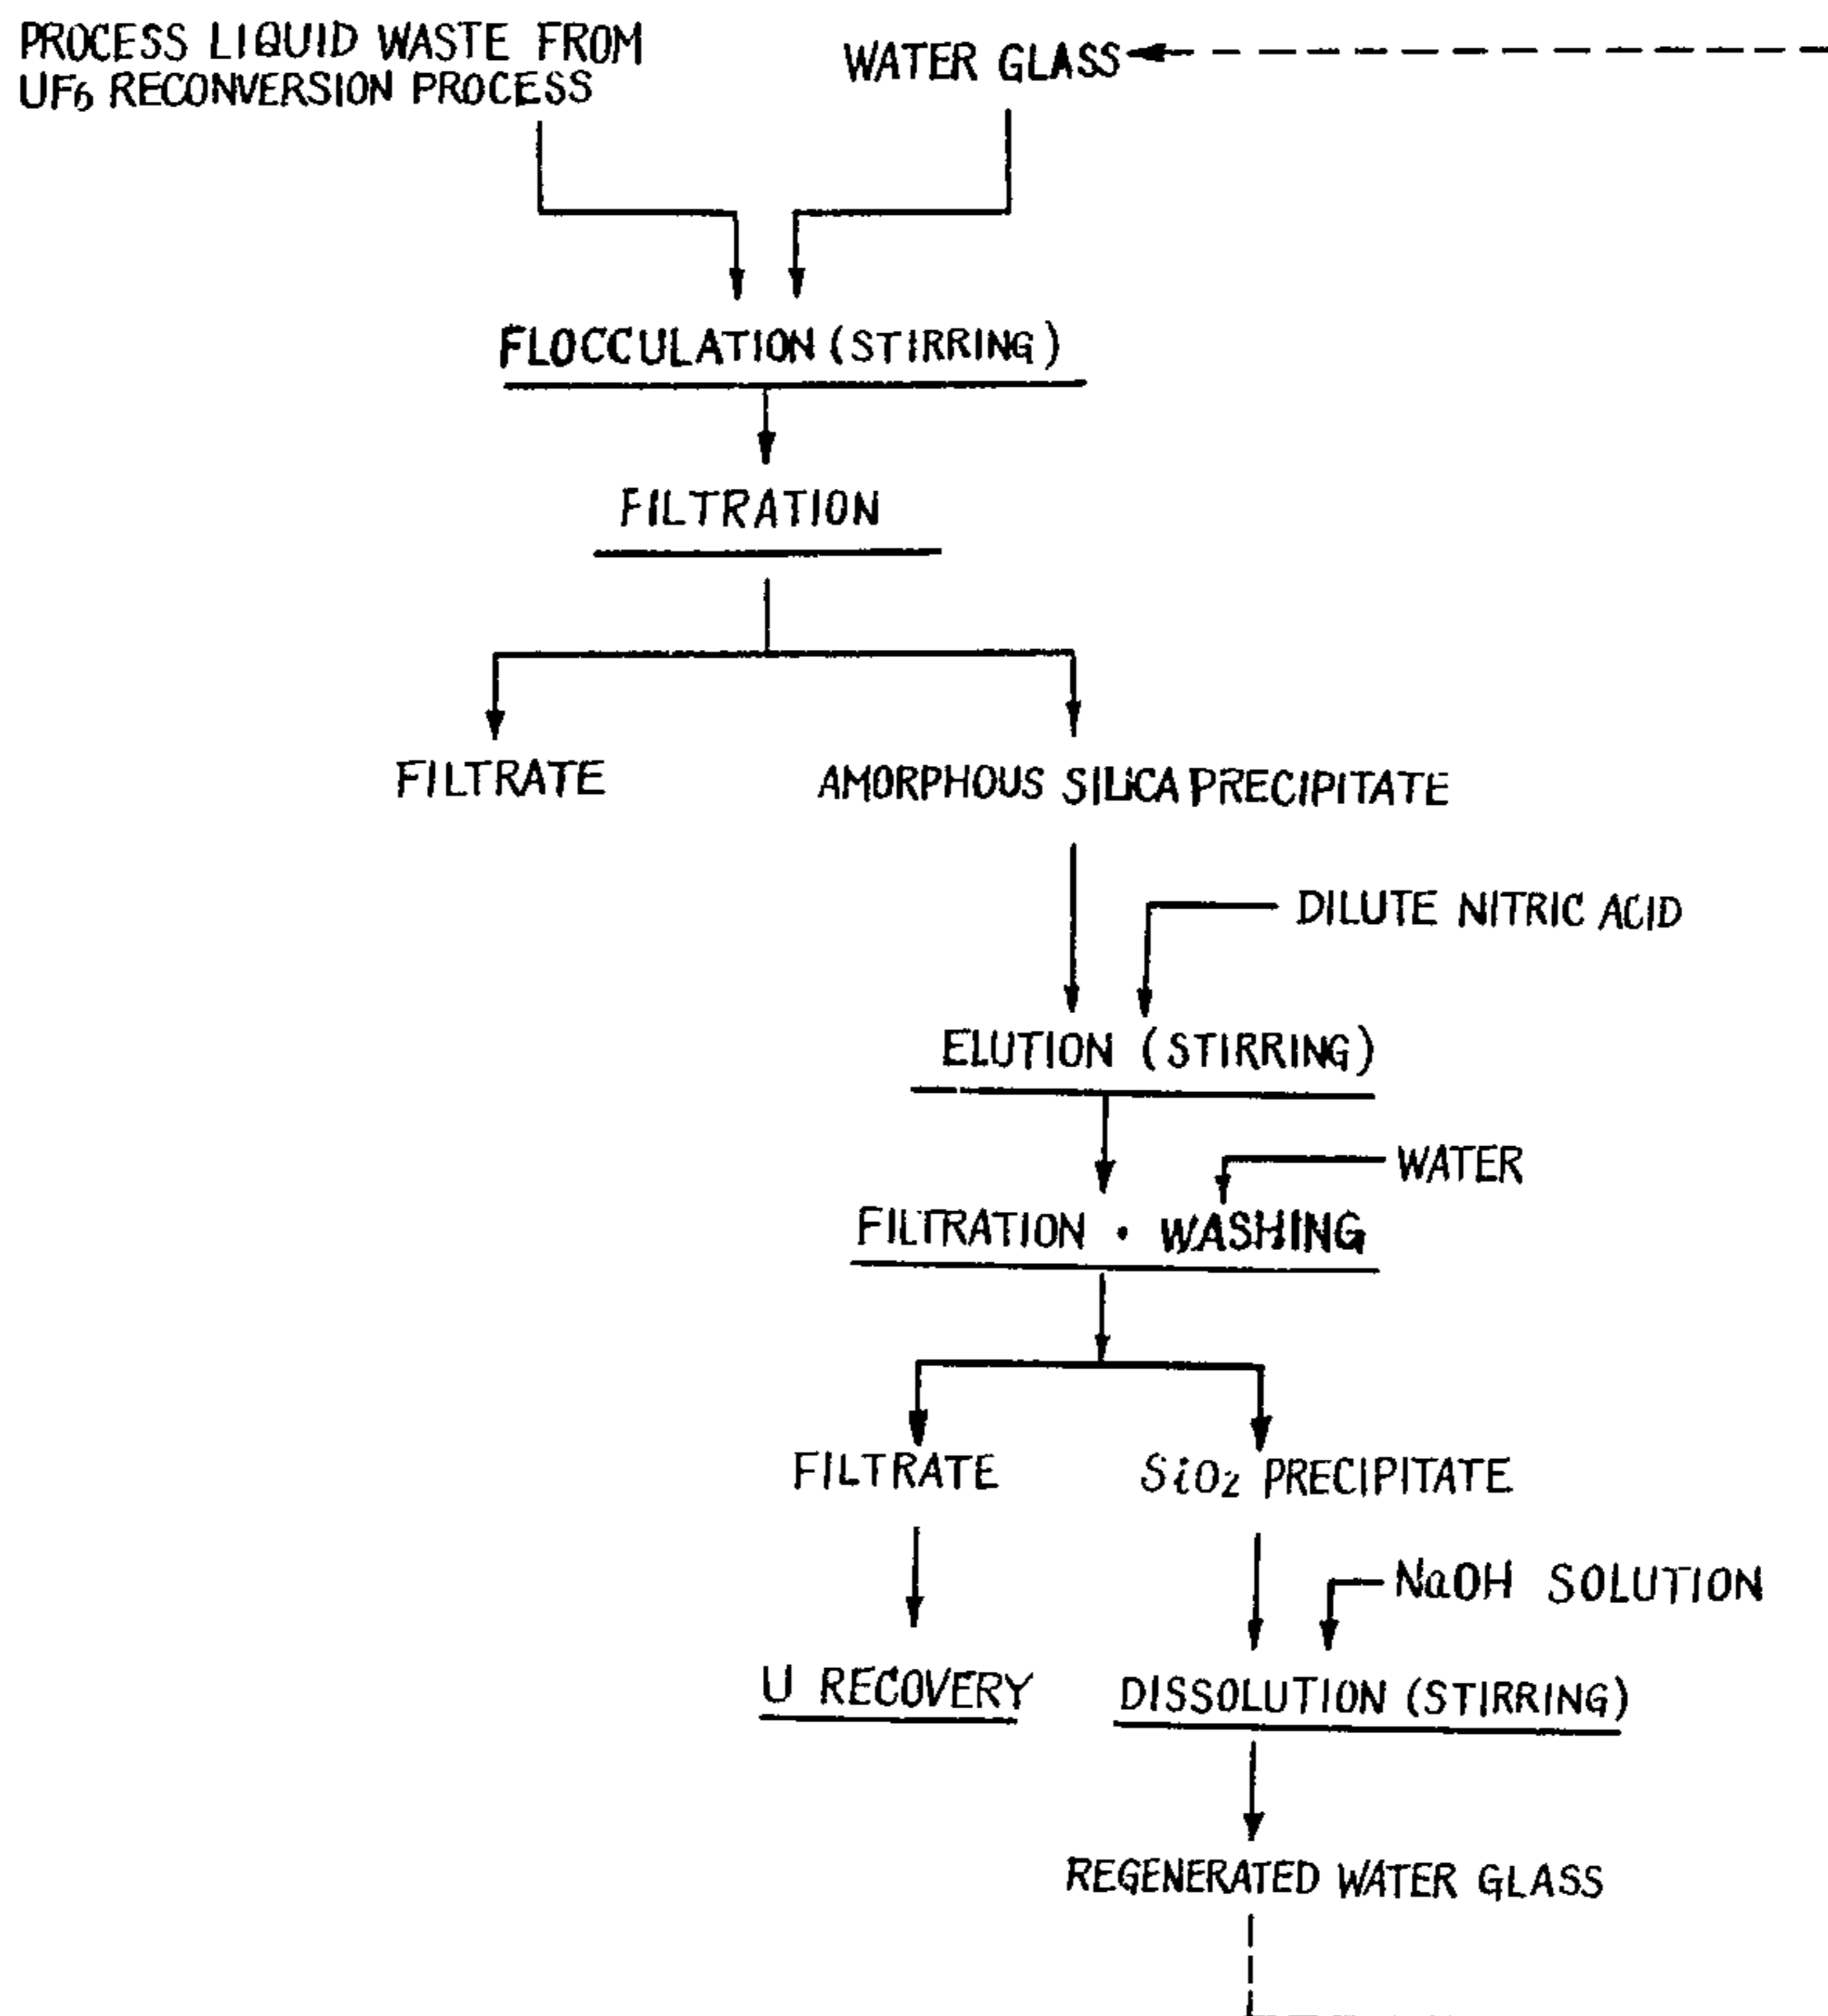 PROCESS LIQUID WASTE FROM
UF6 RECONVERSION PROCESS
WATER GLASS
FLOCCULATION (STIRRING)
FILTRATION
FILTRATE
AMORPHOUS SILICA PRECIPITATE
DILUTE NITRIC ACID
ELUTION (STIRRING)
WATER
FILTRATION · WASHING
FILTRATE
SiO2 PRECIPITATE
NaOH SOLUTION
U RECOVERY
DISSOLUTION (STIRRING)
REGENERATED WATER GLASS